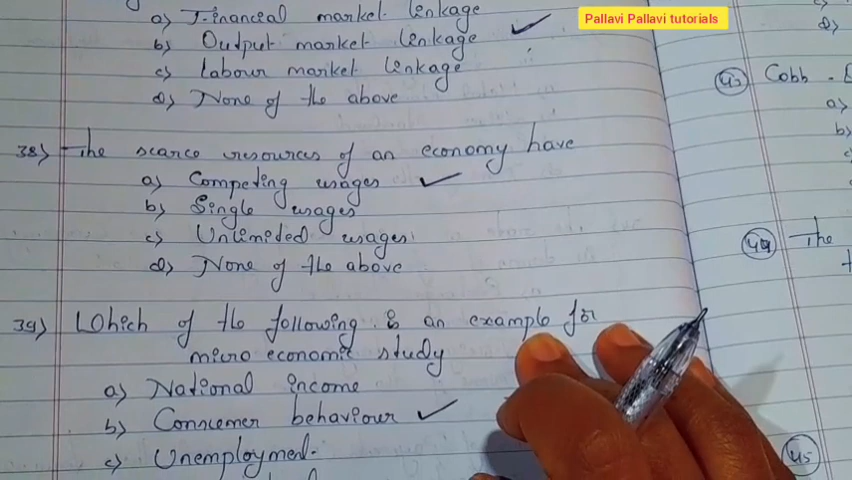 a) Financial market linkage
b) Output market linkage ✓
c) Labour market linkage
d) None of the above
38) The scarce resources of an economy have
a) Competing usages ✓
b) Single usages
c) Unlimited usages
d) None of the above
39) Which of the following is an example for
micro economic study
a) National income
b) Consumer behaviour ✓
c) Unemployment
Pallavi Pallavi tutorials
d)
43) Cobb -
a)
b)
c)
44) The
45